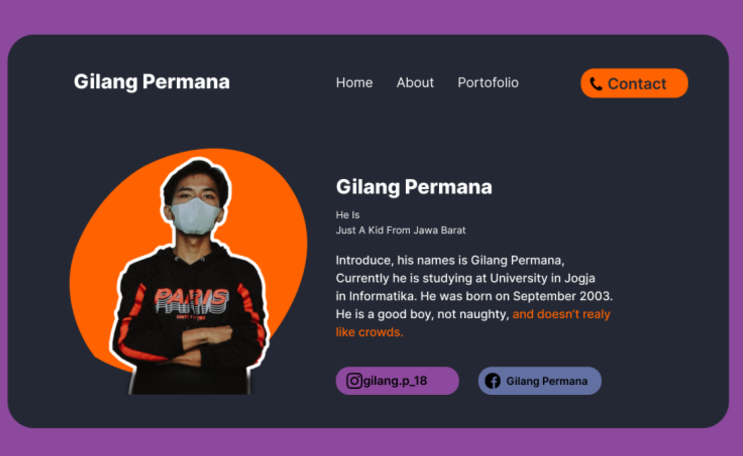 Gilang Permana
Home About Portofolio
Contact
Gilang Permana
He Is
Just A Kid From Jawa Barat
Introduce, his names is Gilang Permana,
Currently he is studying at University in Jogja
in Informatika. He was born on September 2003.
He is a good boy, not naughty, and doesn't realy
like crowds.
PARIS
gilang.p_18
Gilang Permana